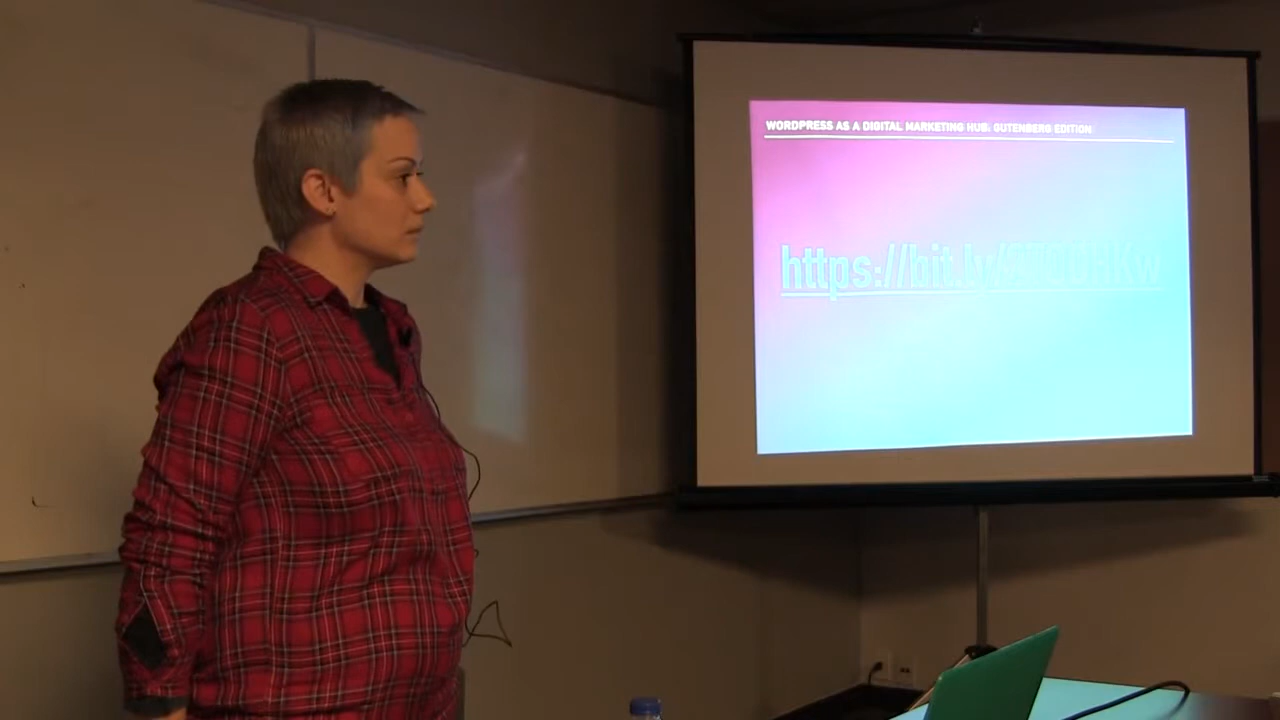 WORDPRESS AS A DIGITAL MARKETING HUB: GUTENBERG EDITION
https://bit.ly/